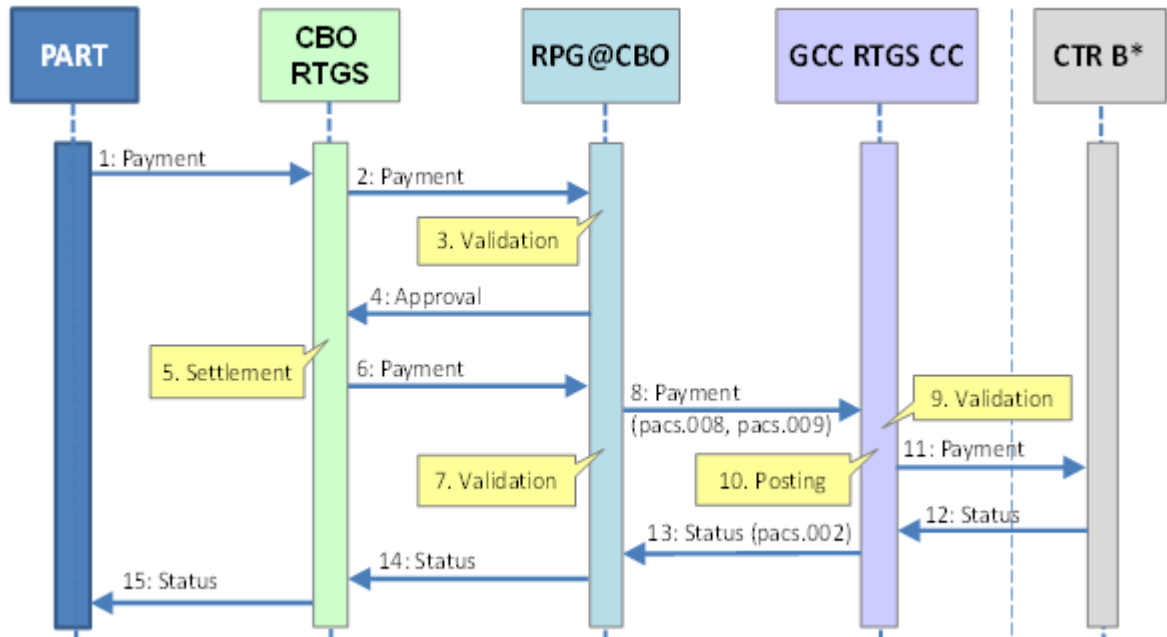 PART
CBO
RTGS
RPG@CBO
GCC RTGS CC
CTR B*
1: Payment
2: Payment
3. Validation
4: Approval
5. Settlement
6: Payment
7. Validation
8: Payment
(pacs.008, pacs.009)
9. Validation
10. Posting
11: Payment
12: Status
13: Status (pacs.002)
14: Status
15: Status